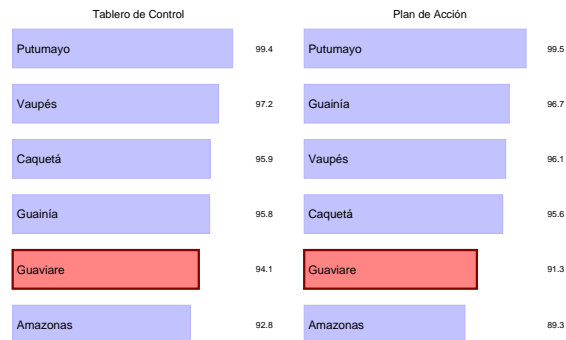 Tablero de Control
Putumayo 99.4
Vaupés 97.2
Caquetá 95.9
Guainía 95.8
Guaviare 94.1
Amazonas 92.8
Plan de Acción
Putumayo 99.5
Guainía 96.7
Vaupés 96.1
Caquetá 95.6
Guaviare 91.3
Amazonas 89.3